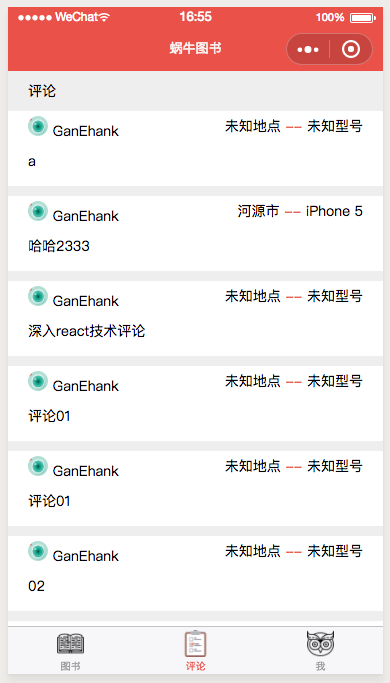 WeChat 16:55 100%
蜗牛图书
评论
GanEhank 未知地点 -- 未知型号
a
GanEhank 河源市 -- iPhone 5
哈哈2333
GanEhank 未知地点 -- 未知型号
深入react技术评论
GanEhank 未知地点 -- 未知型号
评论01
GanEhank 未知地点 -- 未知型号
评论01
GanEhank 未知地点 -- 未知型号
02
图书 评论 我